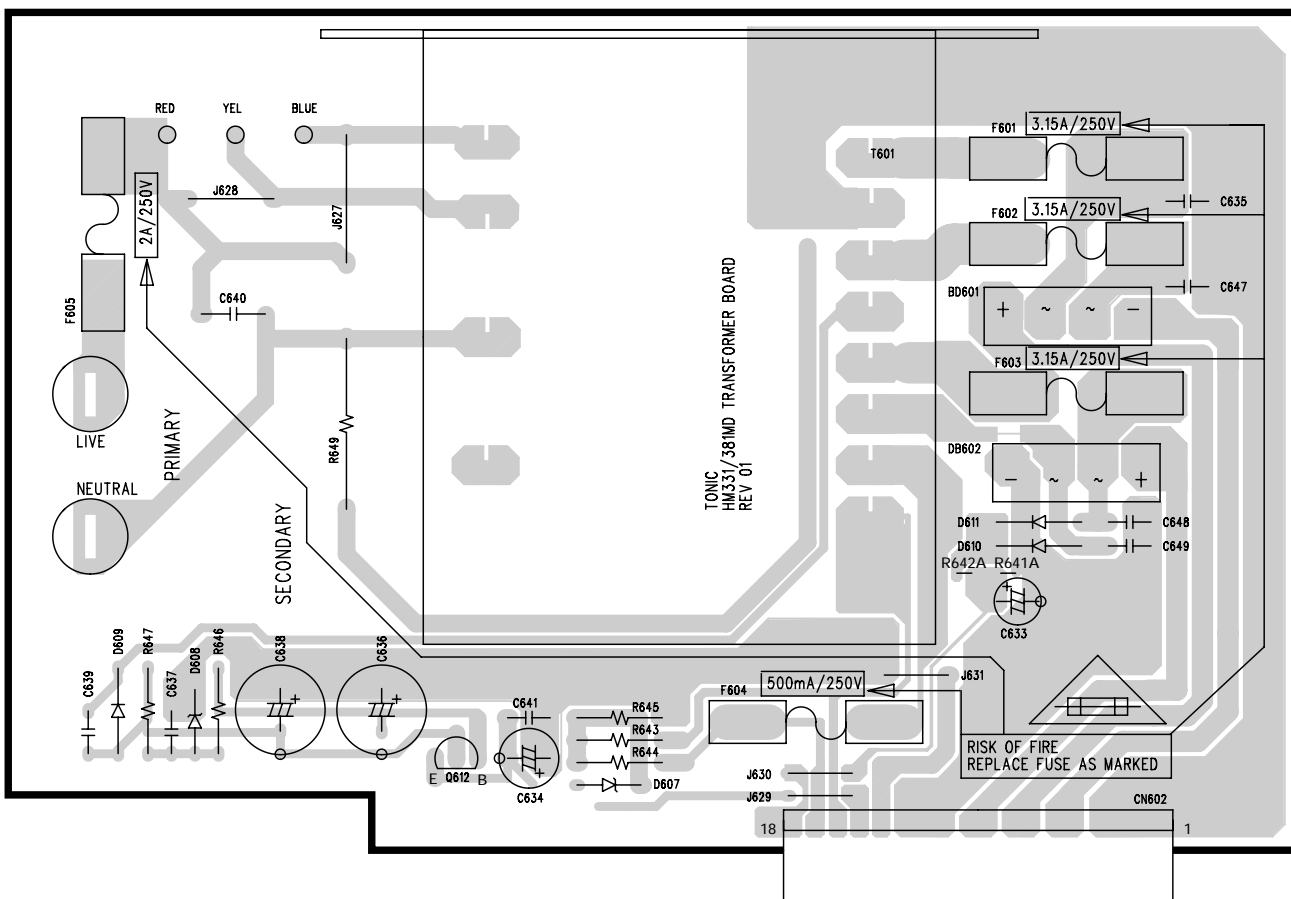 RED
YEL
BLUE
J628
J627
2A/250V
F605
C640
LIVE
PRIMARY
NEUTRAL
R649
SECONDARY
T601
F601
3.15A/250V
C635
F602
3.15A/250V
C647
BD601
+ ~ ~ −
F603
3.15A/250V
TONIC
HM331/381MD TRANSFORMER BOARD
REV 01
DB602
− ~ ~ +
D611
C648
D610
C649
R642A R641A
+
C633
C639
D609
R647
C637
D608
R646
C638
+
C636
+
C641
E Q612 B
+
C634
R645
R643
R644
D607
F604
500mA/250V
J631
J630
J629
RISK OF FIRE
REPLACE FUSE AS MARKED
CN602
18
1